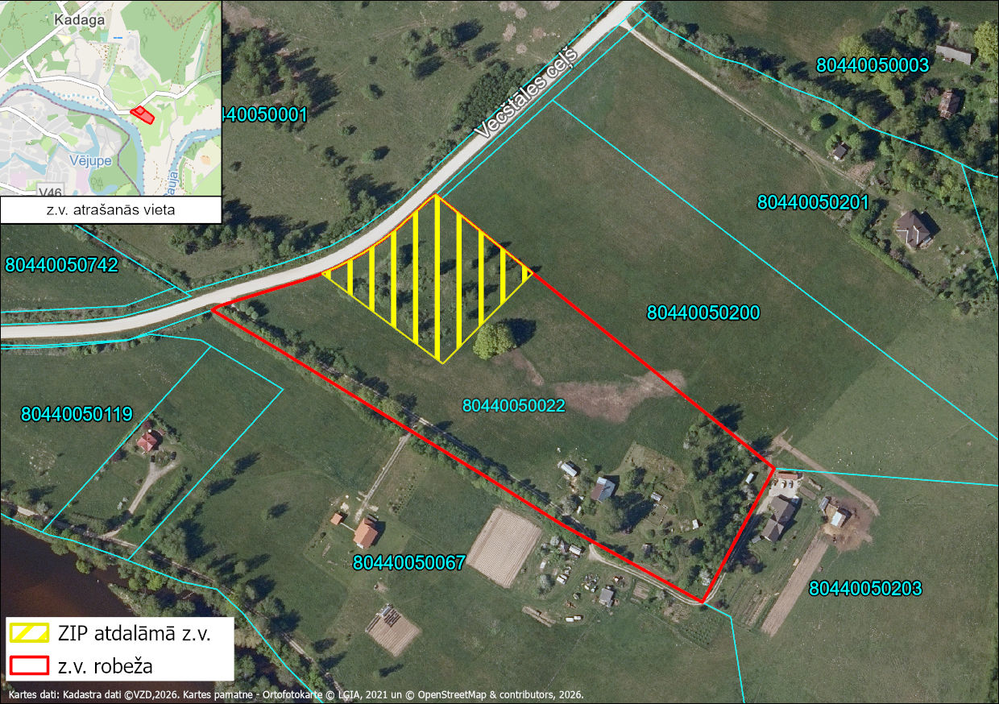 Kadaga
Vējupe
V46
z.v. atrašanās vieta
Vecštāles ceļš
80440050003
440050001
80440050201
80440050742
80440050200
80440050022
80440050119
80440050067
80440050203
ZIP atdalāmā z.v.
z.v. robeža
Kartes dati: Kadastra dati ©VZD,2026. Kartes pamatne - Ortofotokarte © LGIA, 2021 un © OpenStreetMap & contributors, 2026.